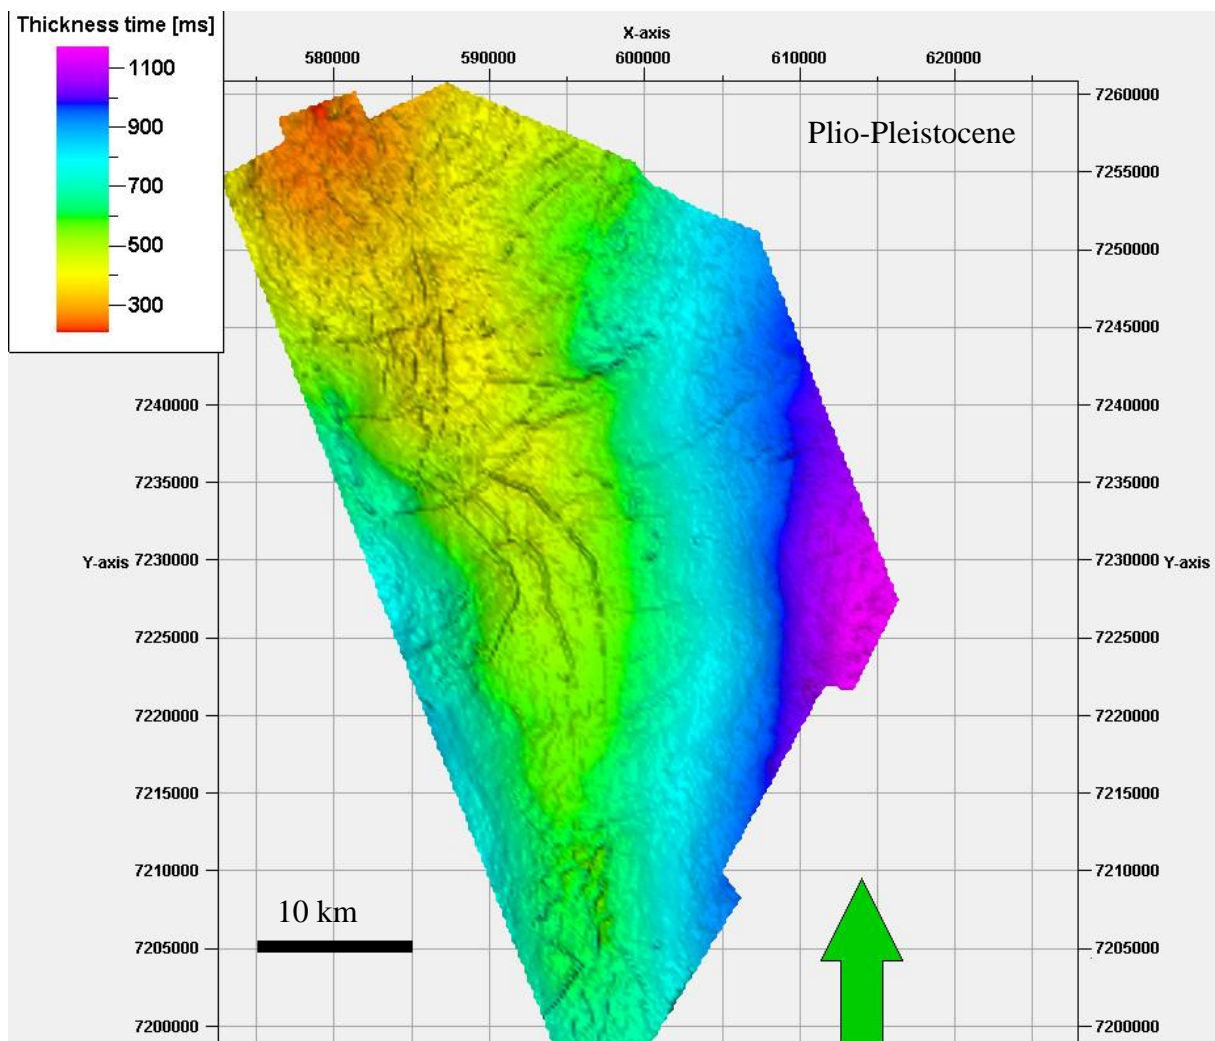 Thickness time [ms]
1100
900
700
500
300
X-axis
580000 590000 600000 610000 620000
Plio-Pleistocene
7260000
7255000
7250000
7245000
7240000 7240000
7235000 7235000
Y-axis 7230000 7230000 Y-axis
7225000 7225000
7220000 7220000
7215000 7215000
7210000 7210000
10 km
7205000 7205000
7200000 7200000